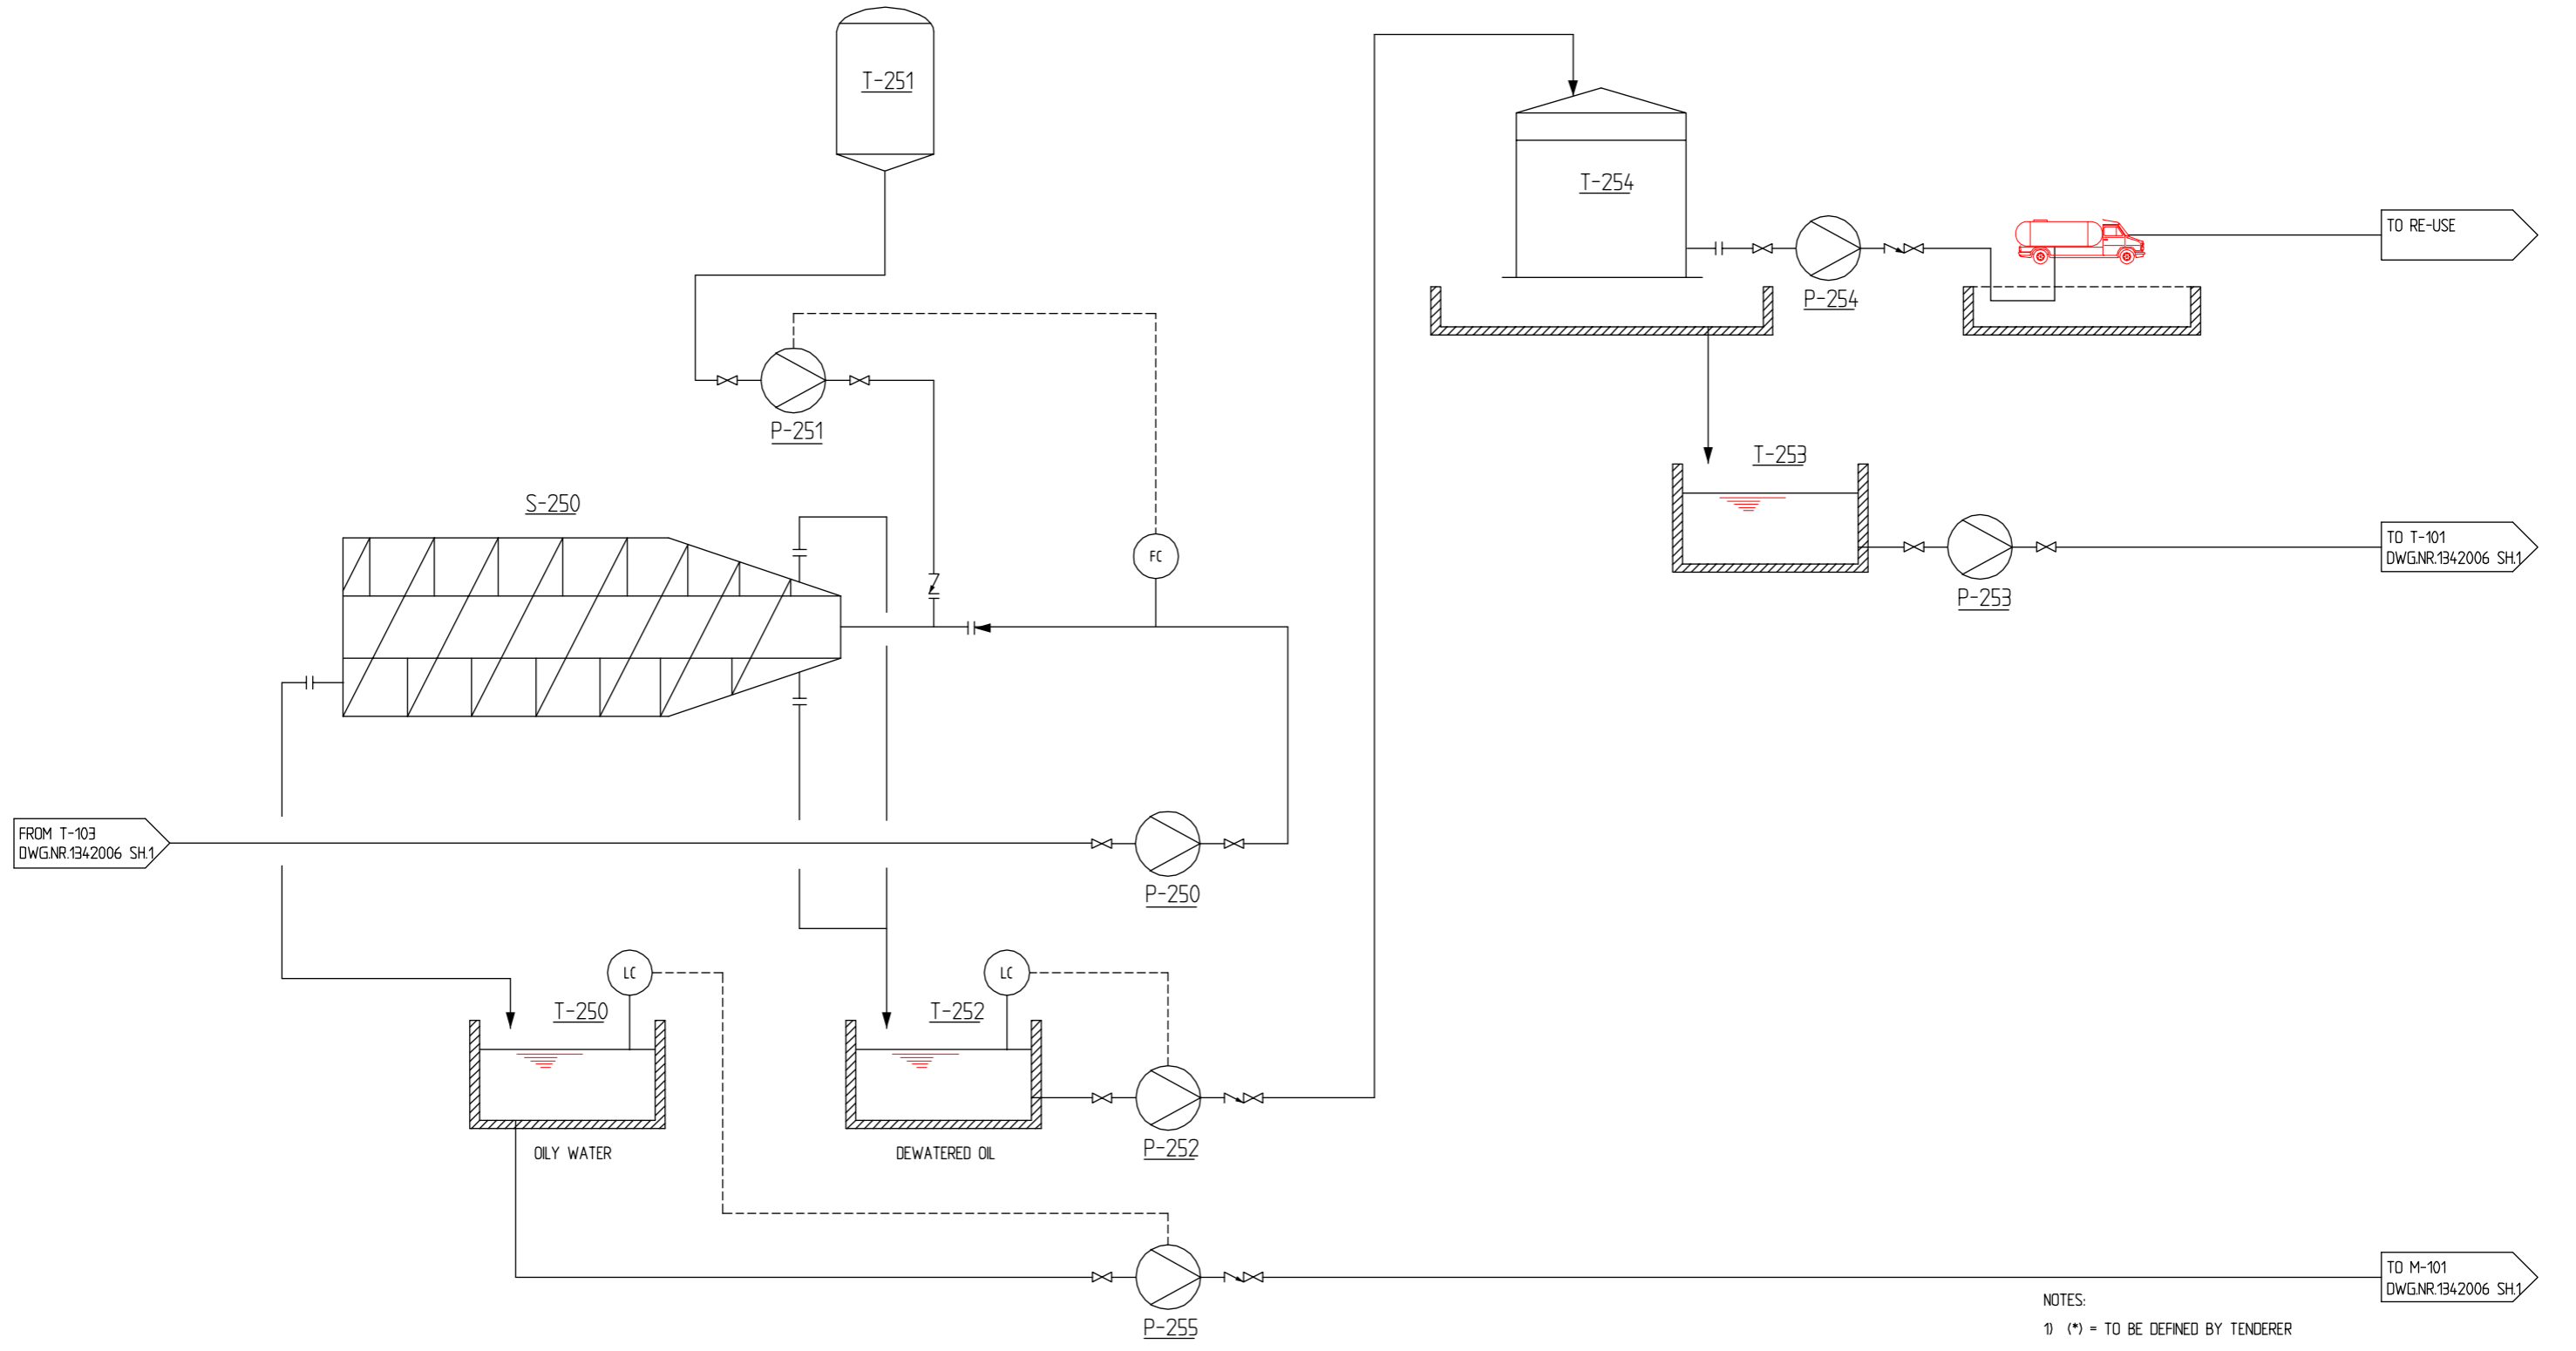 T-251
T-254
TO RE-USE
P-254
P-251
T-253
S-250
TO T-101
DWG.NR.1342006 SH.1
FC
P-253
FROM T-103
DWG.NR.1342006 SH.1
P-250
LC
LC
T-250
T-252
OILY WATER
DEWATERED OIL
P-252
TO M-101
DWG.NR.1342006 SH.1
P-255
NOTES:
1) (*) = TO BE DEFINED BY TENDERER